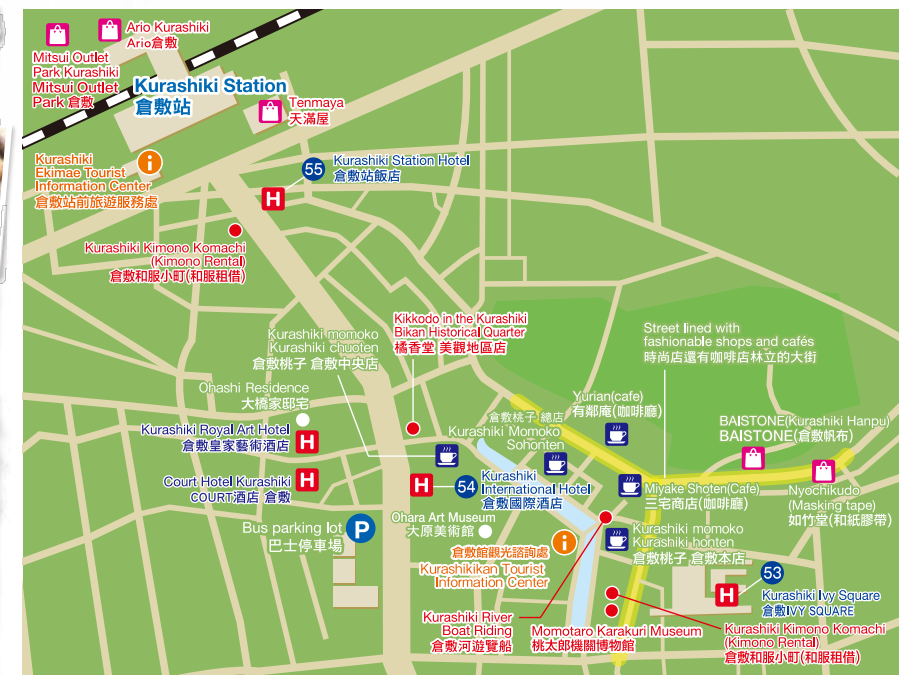 Ario Kurashiki
Ario倉敷
Mitsui Outlet
Park Kurashiki
Mitsui Outlet
Park 倉敷
Kurashiki Station
倉敷站
Tenmaya
天滿屋
Kurashiki
Ekimae Tourist
Information Center
倉敷站前旅遊服務處
55
Kurashiki Station Hotel
倉敷站飯店
H
Kurashiki Kimono Komachi
(Kimono Rental)
倉敷和服小町(和服租借)
Kikkodo in the Kurashiki
Bikan Historical Quarter
橘香堂 美觀地區店
Kurashiki momoko
Kurashiki chuoten
倉敷桃子 倉敷中央店
Street lined with
fashionable shops and cafés
時尚店還有咖啡店林立的大街
Ohashi Residence
大橋家邸宅
Yurian(cafe)
有鄰庵(咖啡廳)
倉敷桃子 總店
Kurashiki Momoko
Sohonten
BAISTONE(Kurashiki Hanpu)
BAISTONE(倉敷帆布)
Kurashiki Royal Art Hotel
倉敷皇家藝術酒店
H
Court Hotel Kurashiki
COURT酒店 倉敷
H
H
54
Kurashiki
International Hotel
倉敷國際酒店
Miyake Shoten(Cafe)
三宅商店(咖啡廳)
Nyochikudo
(Masking tape)
如竹堂(和紙膠帶)
Bus parking lot
巴士停車場
P
Ohara Art Museum
大原美術館
Kurashiki momoko
Kurashiki honten
倉敷桃子 倉敷本店
倉敷館觀光諮詢處
Kurashikikan Tourist
Information Center
53
H
Kurashiki Ivy Square
倉敷IVY SQUARE
Kurashiki River
Boat Riding
倉敷河遊覽船
Momotaro Karakuri Museum
桃太郎機關博物館
Kurashiki Kimono Komachi
(Kimono Rental)
倉敷和服小町(和服租借)